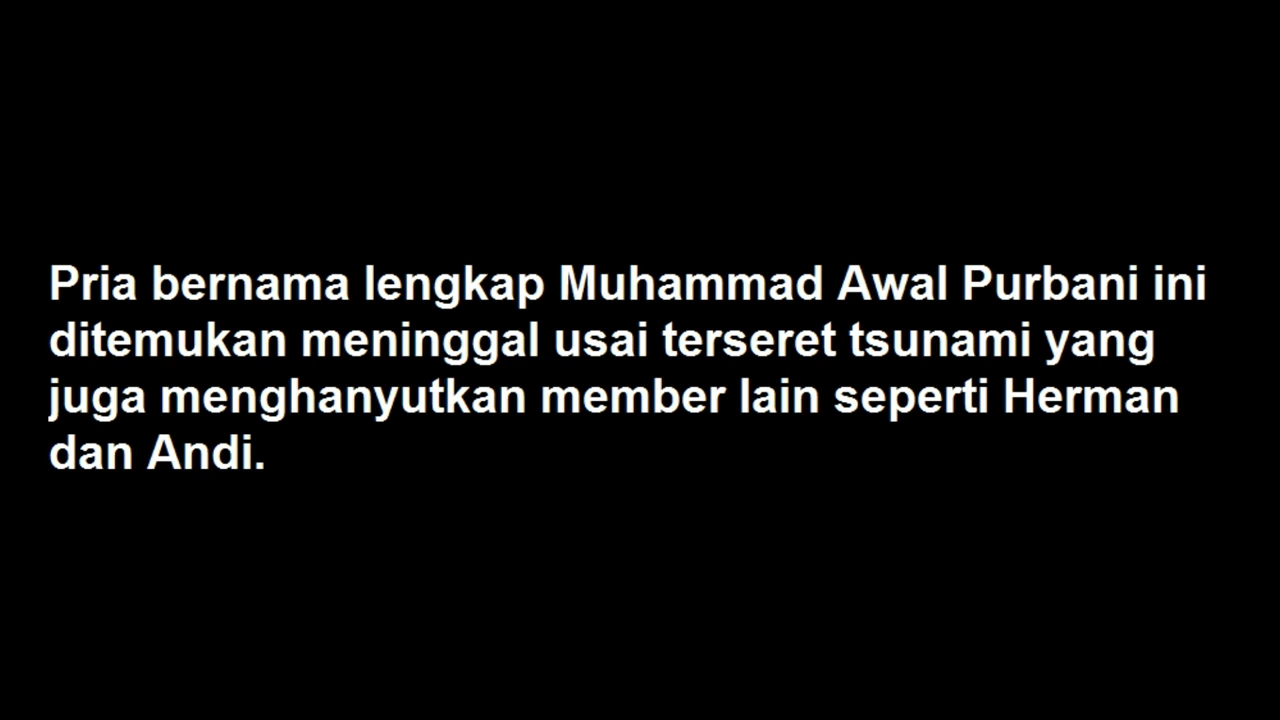 Pria bernama lengkap Muhammad Awal Purbani ini
ditemukan meninggal usai terseret tsunami yang
juga menghanyutkan member lain seperti Herman
dan Andi.